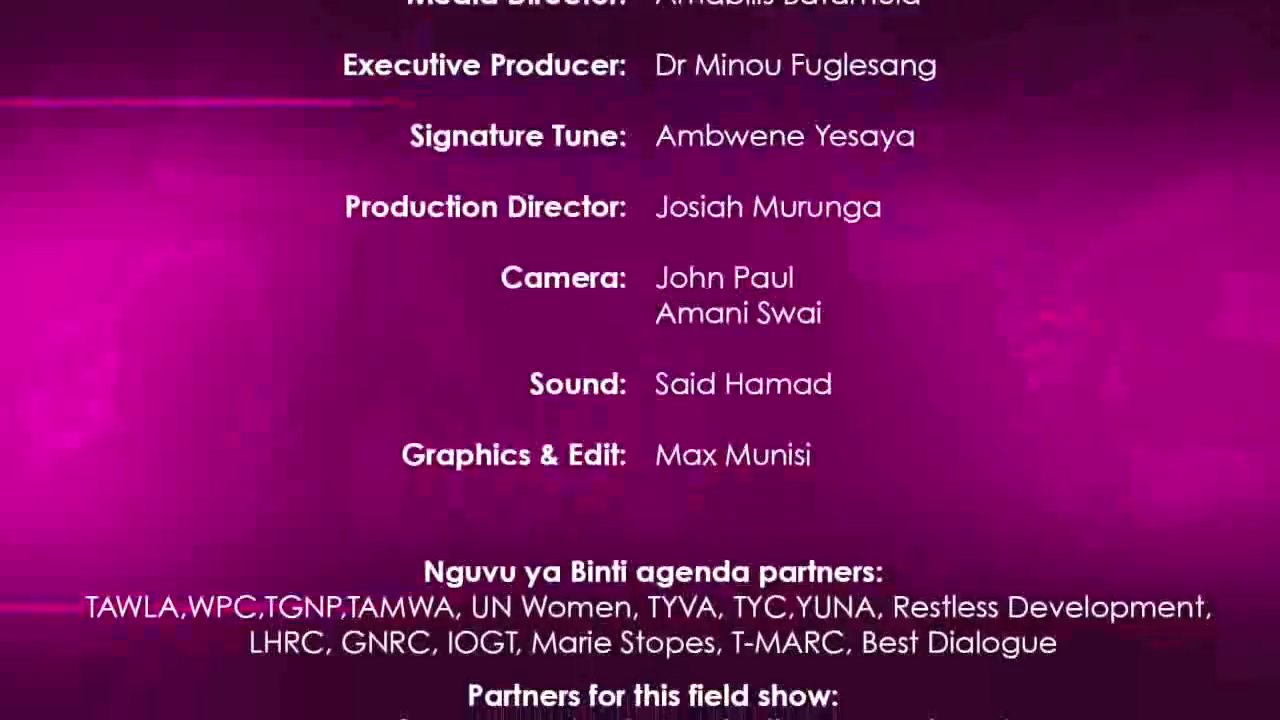 Media Director:
Executive Producer: Dr Minou Fuglesang
Signature Tune: Ambwene Yesaya
Production Director: Josiah Murunga
Camera: John Paul
Amani Swai
Sound: Said Hamad
Graphics & Edit: Max Munisi
Nguvu ya Binti agenda partners:
TAWLA,WPC,TGNP,TAMWA, UN Women, TYVA, TYC,YUNA, Restless Development,
LHRC, GNRC, IOGT, Marie Stopes, T-MARC, Best Dialogue
Partners for this field show: